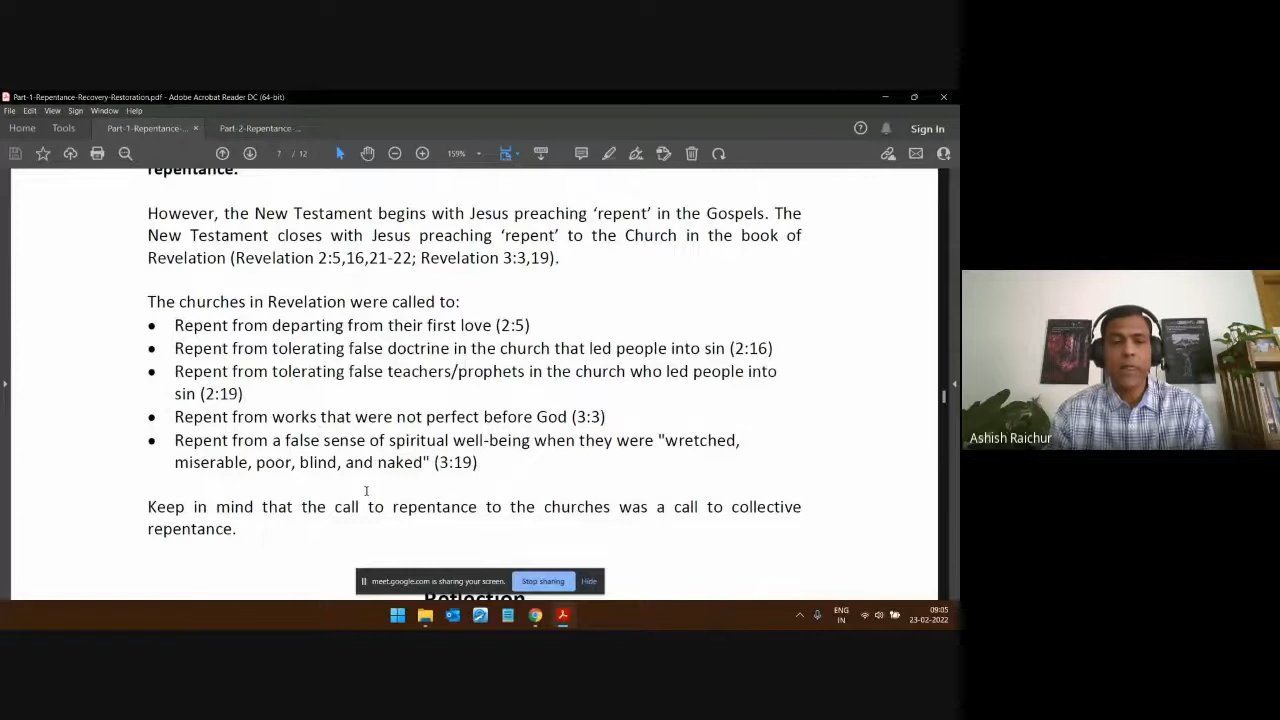 Part-1-Repentance-Recovery-Restoration.pdf - Adobe Acrobat Reader DC (64-bit)
File Edit View Sign Window Help
Home Tools Part-1-Repentance-... × Part-2-Repentance-... Sign In
7 / 12 159%
repentance.
However, the New Testament begins with Jesus preaching ‘repent’ in the Gospels. The
New Testament closes with Jesus preaching ‘repent’ to the Church in the book of
Revelation (Revelation 2:5,16,21-22; Revelation 3:3,19).
The churches in Revelation were called to:
• Repent from departing from their first love (2:5)
• Repent from tolerating false doctrine in the church that led people into sin (2:16)
• Repent from tolerating false teachers/prophets in the church who led people into
sin (2:19)
• Repent from works that were not perfect before God (3:3)
• Repent from a false sense of spiritual well-being when they were "wretched,
miserable, poor, blind, and naked" (3:19)
Keep in mind that the call to repentance to the churches was a call to collective
repentance.
Reflection
meet.google.com is sharing your screen. Stop sharing Hide
ENG
IN
09:05
23-02-2022
Ashish Raichur